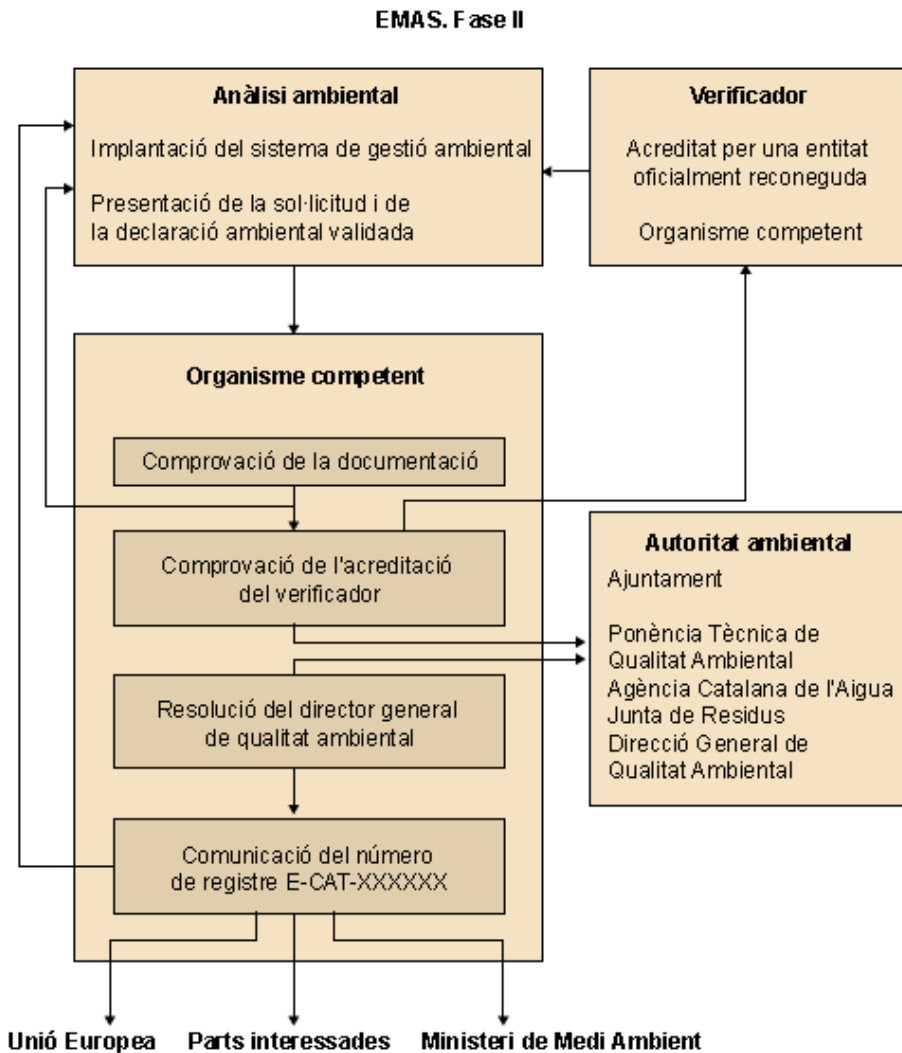 EMAS. Fase II
Anàlisi ambiental
Implantació del sistema de gestió ambiental
Presentació de la sol·licitud i de
la declaració ambiental validada
Verificador
Acreditat per una entitat
oficialment reconeguda
Organisme competent
Organisme competent
Comprovació de la documentació
Comprovació de l'acreditació
del verificador
Resolució del director general
de qualitat ambiental
Comunicació del número
de registre E-CAT-XXXXXX
Autoritat ambiental
Ajuntament
Ponència Tècnica de
Qualitat Ambiental
Agència Catalana de l'Aigua
Junta de Residus
Direcció General de
Qualitat Ambiental
Unió Europea
Parts interessades
Ministeri de Medi Ambient